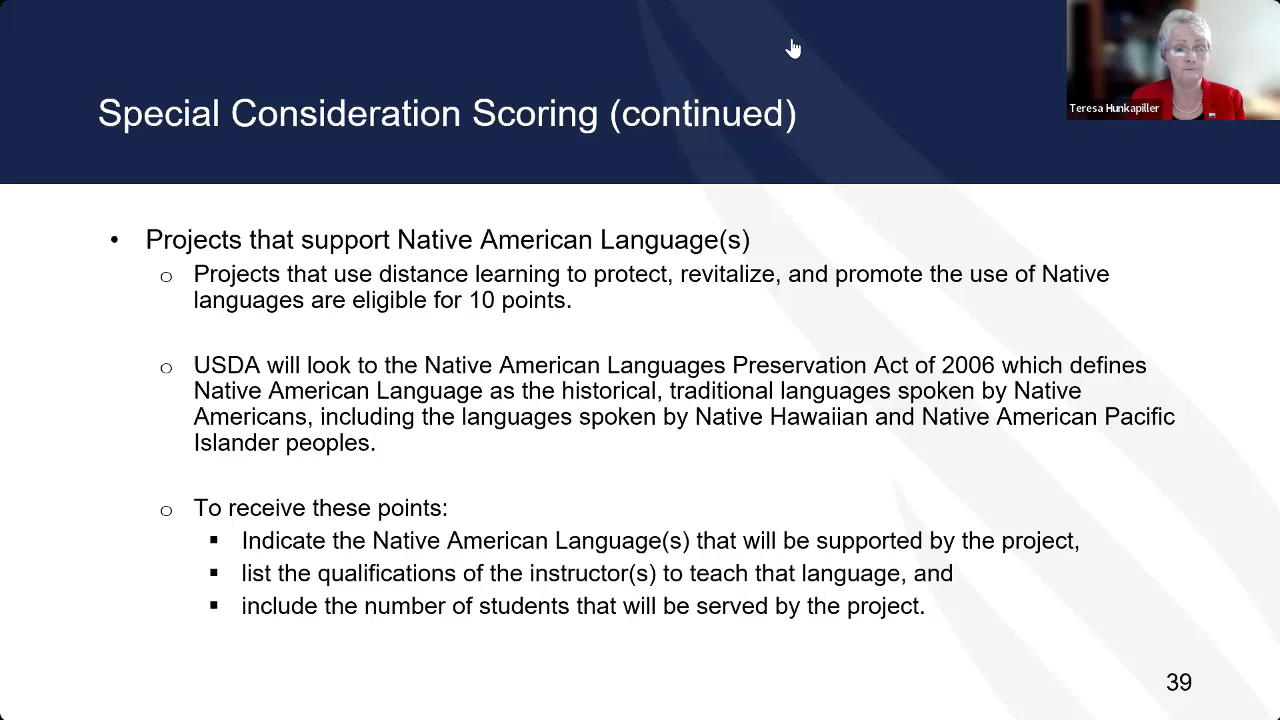 Special Consideration Scoring (continued)
Teresa Hunkapiller
• Projects that support Native American Language(s)
o Projects that use distance learning to protect, revitalize, and promote the use of Native
languages are eligible for 10 points.
o USDA will look to the Native American Languages Preservation Act of 2006 which defines
Native American Language as the historical, traditional languages spoken by Native
Americans, including the languages spoken by Native Hawaiian and Native American Pacific
Islander peoples.
o To receive these points:
▪ Indicate the Native American Language(s) that will be supported by the project,
▪ list the qualifications of the instructor(s) to teach that language, and
▪ include the number of students that will be served by the project.
39